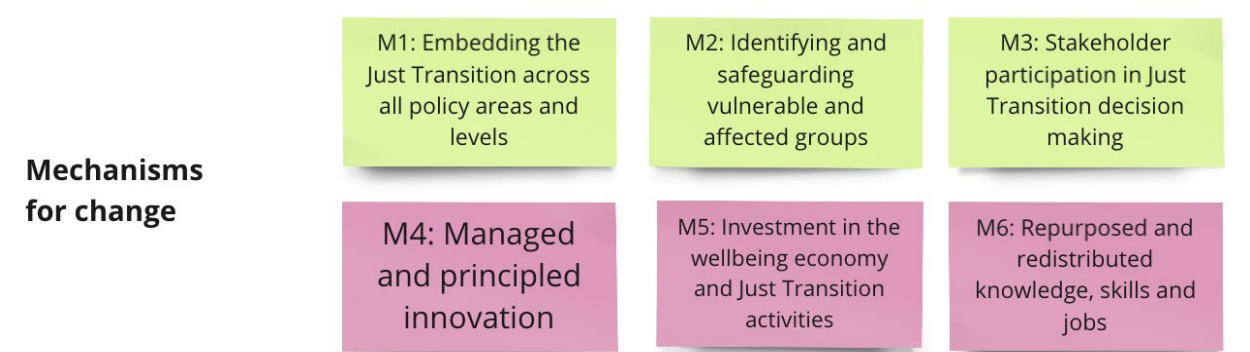 Mechanisms
for change
M1: Embedding the
Just Transition across
all policy areas and
levels
M2: Identifying and
safeguarding
vulnerable and
affected groups
M3: Stakeholder
participation in Just
Transition decision
making
M4: Managed
and principled
innovation
M5: Investment in the
wellbeing economy
and Just Transition
activities
M6: Repurposed and
redistributed
knowledge, skills and
jobs